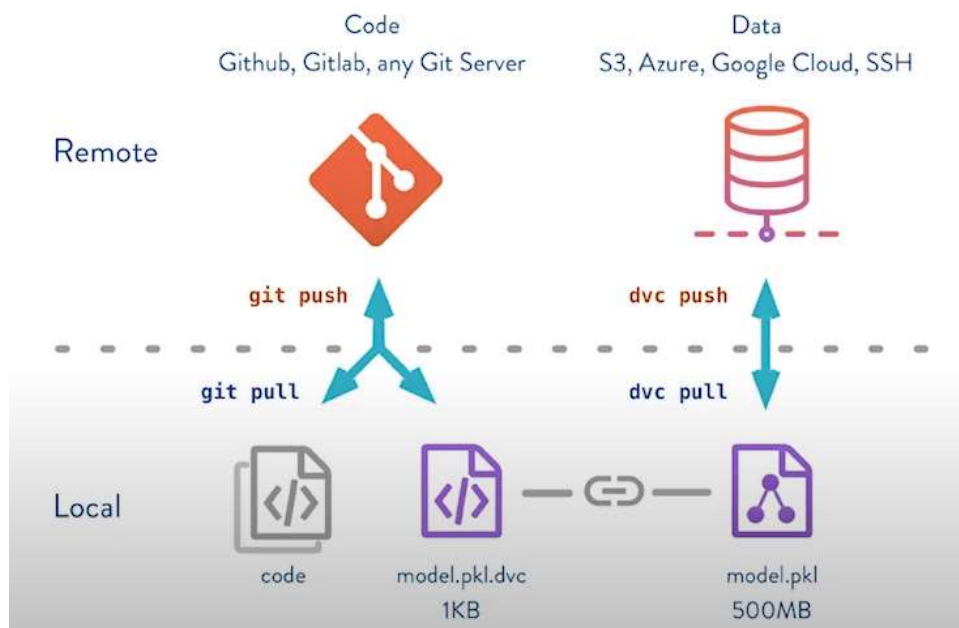 Code
Github, Gitlab, any Git Server
Data
S3, Azure, Google Cloud, SSH
Remote
git push
dvc push
git pull
dvc pull
Local
code
model.pkl.dvc
1KB
model.pkl
500MB